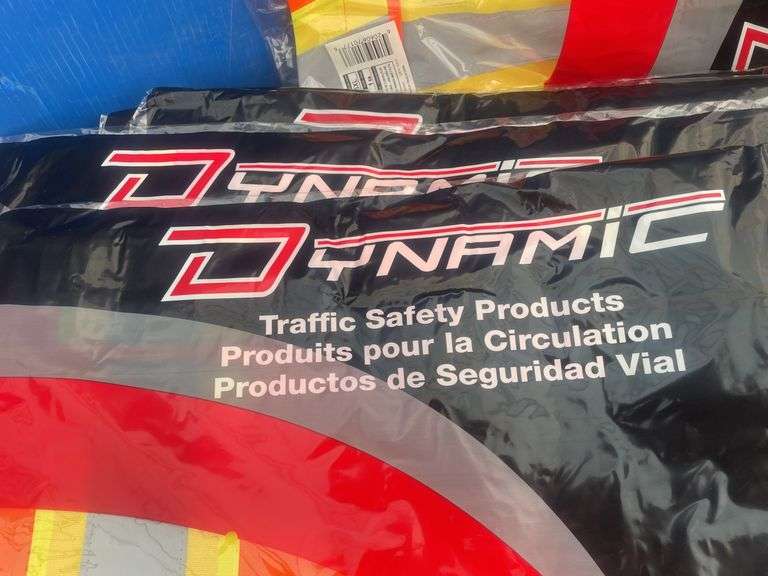 DYNAMIC
DYNAMIC
Traffic Safety Products
Produits pour la Circulation
Productos de Seguridad Vial